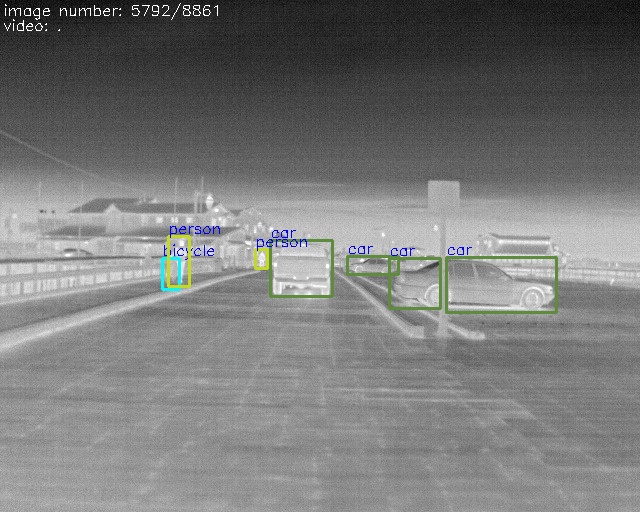 image number: 5792/8861
video: .
person
bicycle
car
person
car
car
car